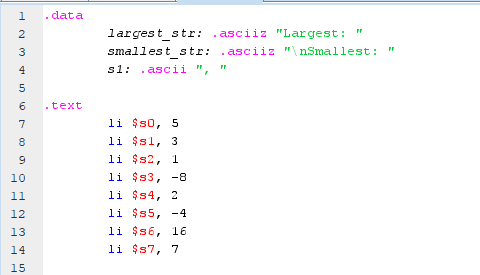 1 .data
2 largest_str: .asciiz "Largest: "
3 smallest_str: .asciiz "\nSmallest: "
4 s1: .ascii ", "
5
6 .text
7 li $s0, 5
8 li $s1, 3
9 li $s2, 1
10 li $s3, -8
11 li $s4, 2
12 li $s5, -4
13 li $s6, 16
14 li $s7, 7
15